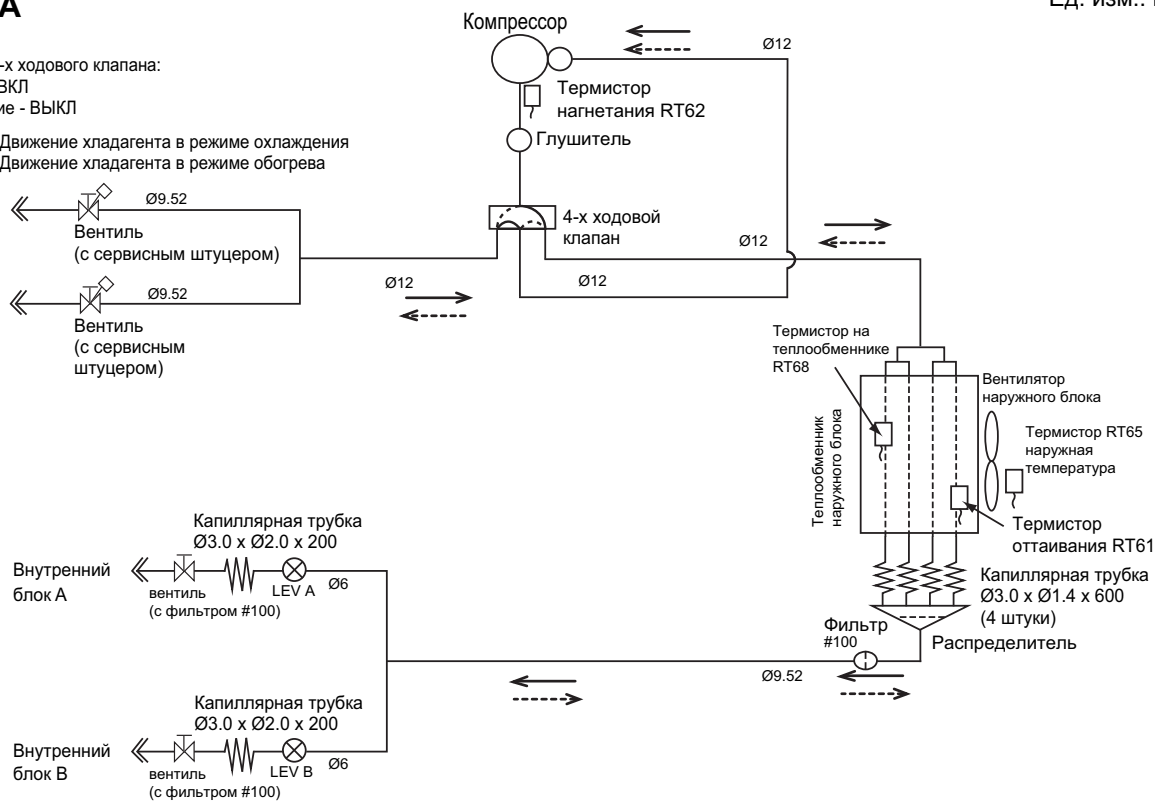 А
Ед. изм.:
Компрессор
Ø12
-х ходового клапана:
ВКЛ
ие - ВЫКЛ
Термистор
нагнетания RT62
Движение хладагента в режиме охлаждения
Движение хладагента в режиме обогрева
Глушитель
Ø9.52
Вентиль
(с сервисным штуцером)
4-х ходовой
клапан
Ø12
Ø12
Ø12
Ø9.52
Вентиль
(с сервисным
штуцером)
Термистор на
теплообменнике
RT68
Вентилятор
наружного блока
Теплообменник
наружного блока
Термистор RT65
наружная
температура
Термистор
оттаивания RT61
Капиллярная трубка
Ø3.0 x Ø2.0 x 200
Внутренний
блок А
LEV A
Ø6
вентиль
(с фильтром #100)
Капиллярная трубка
Ø3.0 x Ø1.4 x 600
(4 штуки)
Фильтр
#100
Распределитель
Ø9.52
Капиллярная трубка
Ø3.0 x Ø2.0 x 200
Внутренний
блок В
LEV B
Ø6
вентиль
(с фильтром #100)